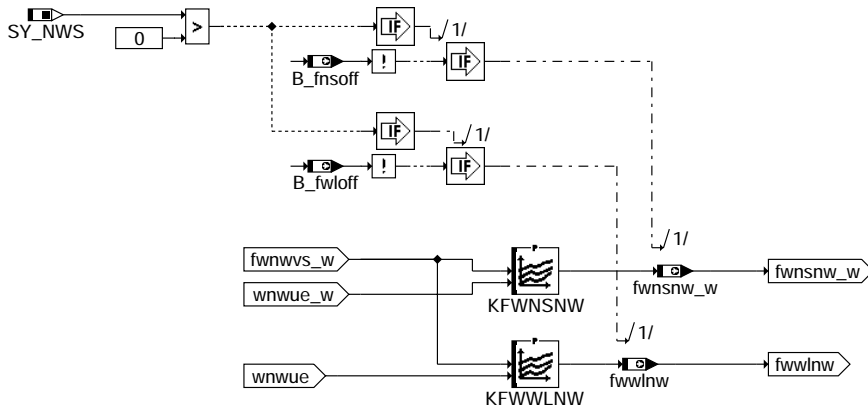 SY_NWS
0
>
IF
/1/
B_fnsoff
!
IF
IF
/1/
B_fwloff
!
IF
/1/
fwnwvs_w
wnwue_w
P
KFWNSNW
fwnsnw_w
fwnsnw_w
/1/
wnwue
P
KFWWLNW
fwwlnw
fwwlnw